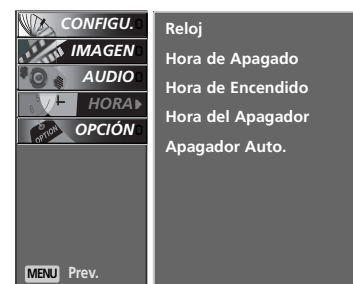 CONFIGU.
IMAGEN
AUDIO
HORA
OPCIÓN
OPTION
MENU Prev.
Reloj
Hora de Apagado
Hora de Encendido
Hora del Apagador
Apagador Auto.